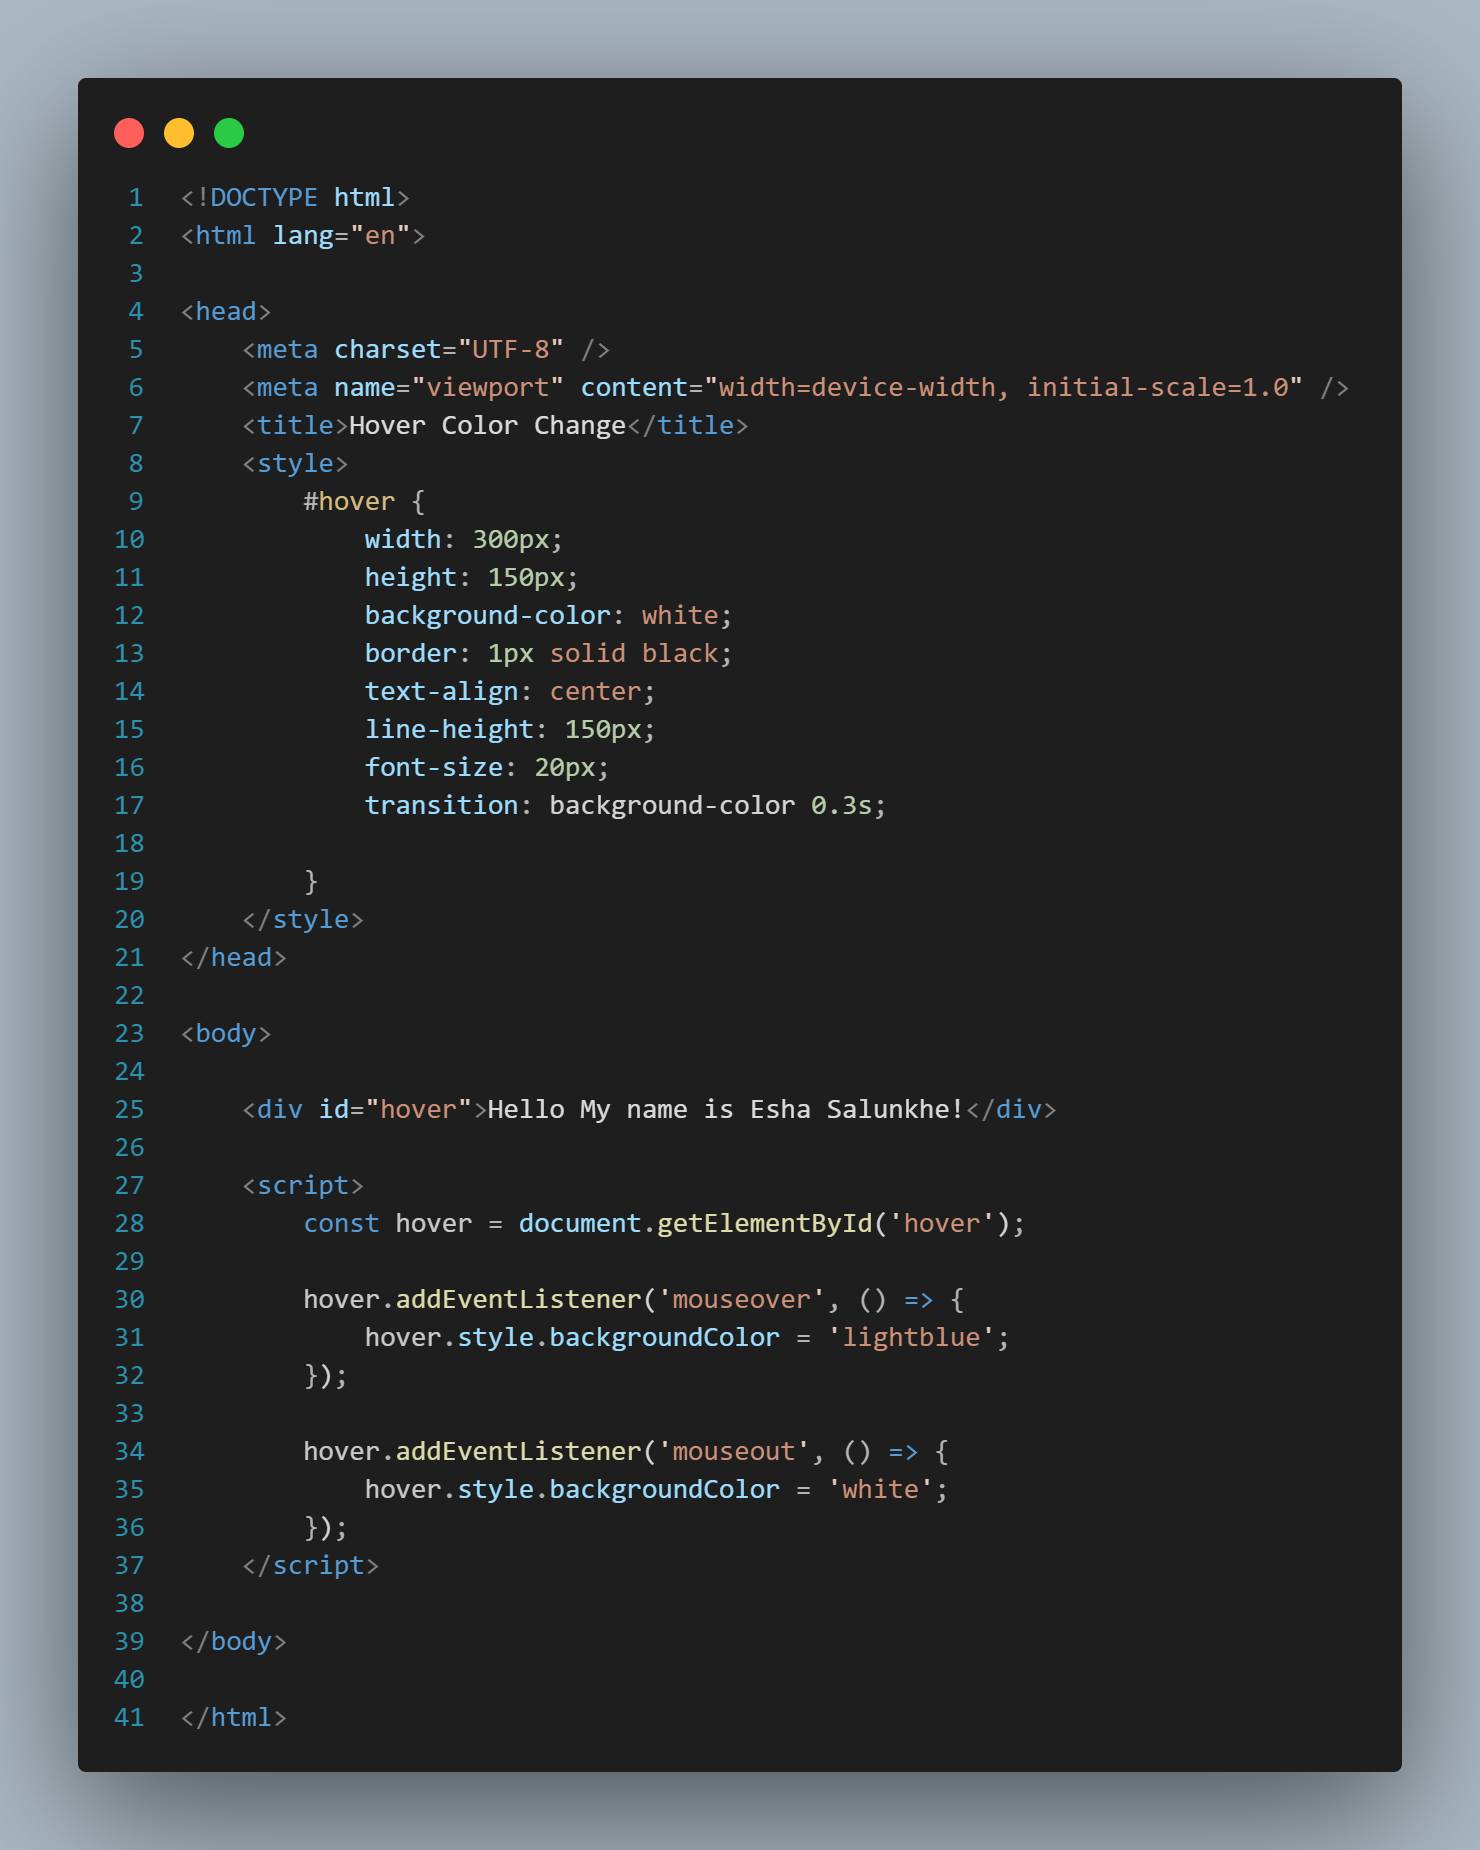 1 <!DOCTYPE html>
2 <html lang="en">
3
4 <head>
5     <meta charset="UTF-8" />
6     <meta name="viewport" content="width=device-width, initial-scale=1.0" />
7     <title>Hover Color Change</title>
8     <style>
9         #hover {
10             width: 300px;
11             height: 150px;
12             background-color: white;
13             border: 1px solid black;
14             text-align: center;
15             line-height: 150px;
16             font-size: 20px;
17             transition: background-color 0.3s;
18
19         }
20     </style>
21 </head>
22
23 <body>
24
25     <div id="hover">Hello My name is Esha Salunkhe!</div>
26
27     <script>
28         const hover = document.getElementById('hover');
29
30         hover.addEventListener('mouseover', () => {
31             hover.style.backgroundColor = 'lightblue';
32         });
33
34         hover.addEventListener('mouseout', () => {
35             hover.style.backgroundColor = 'white';
36         });
37     </script>
38
39 </body>
40
41 </html>